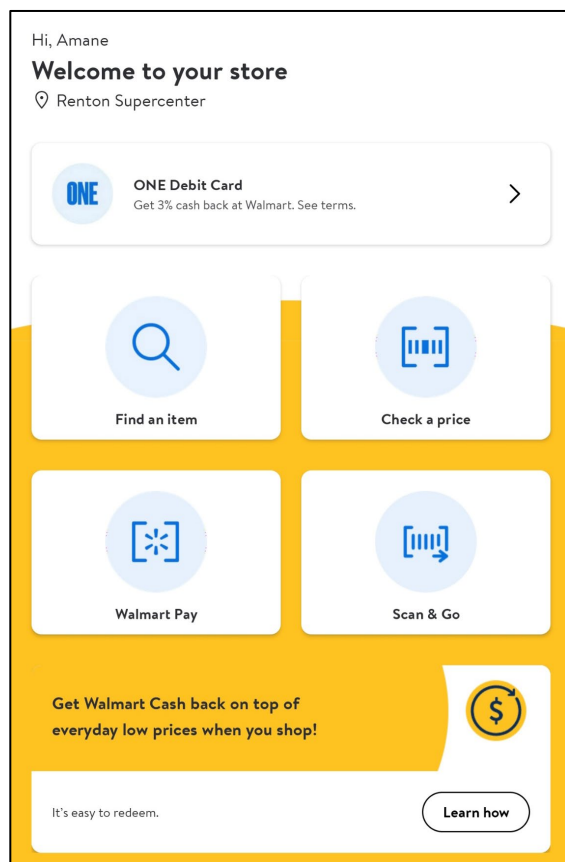 Hi, Amane
Welcome to your store
Renton Supercenter
ONE
ONE Debit Card
Get 3% cash back at Walmart. See terms.
Find an item
Check a price
Walmart Pay
Scan & Go
Get Walmart Cash back on top of
everyday low prices when you shop!
$
It's easy to redeem.
Learn how